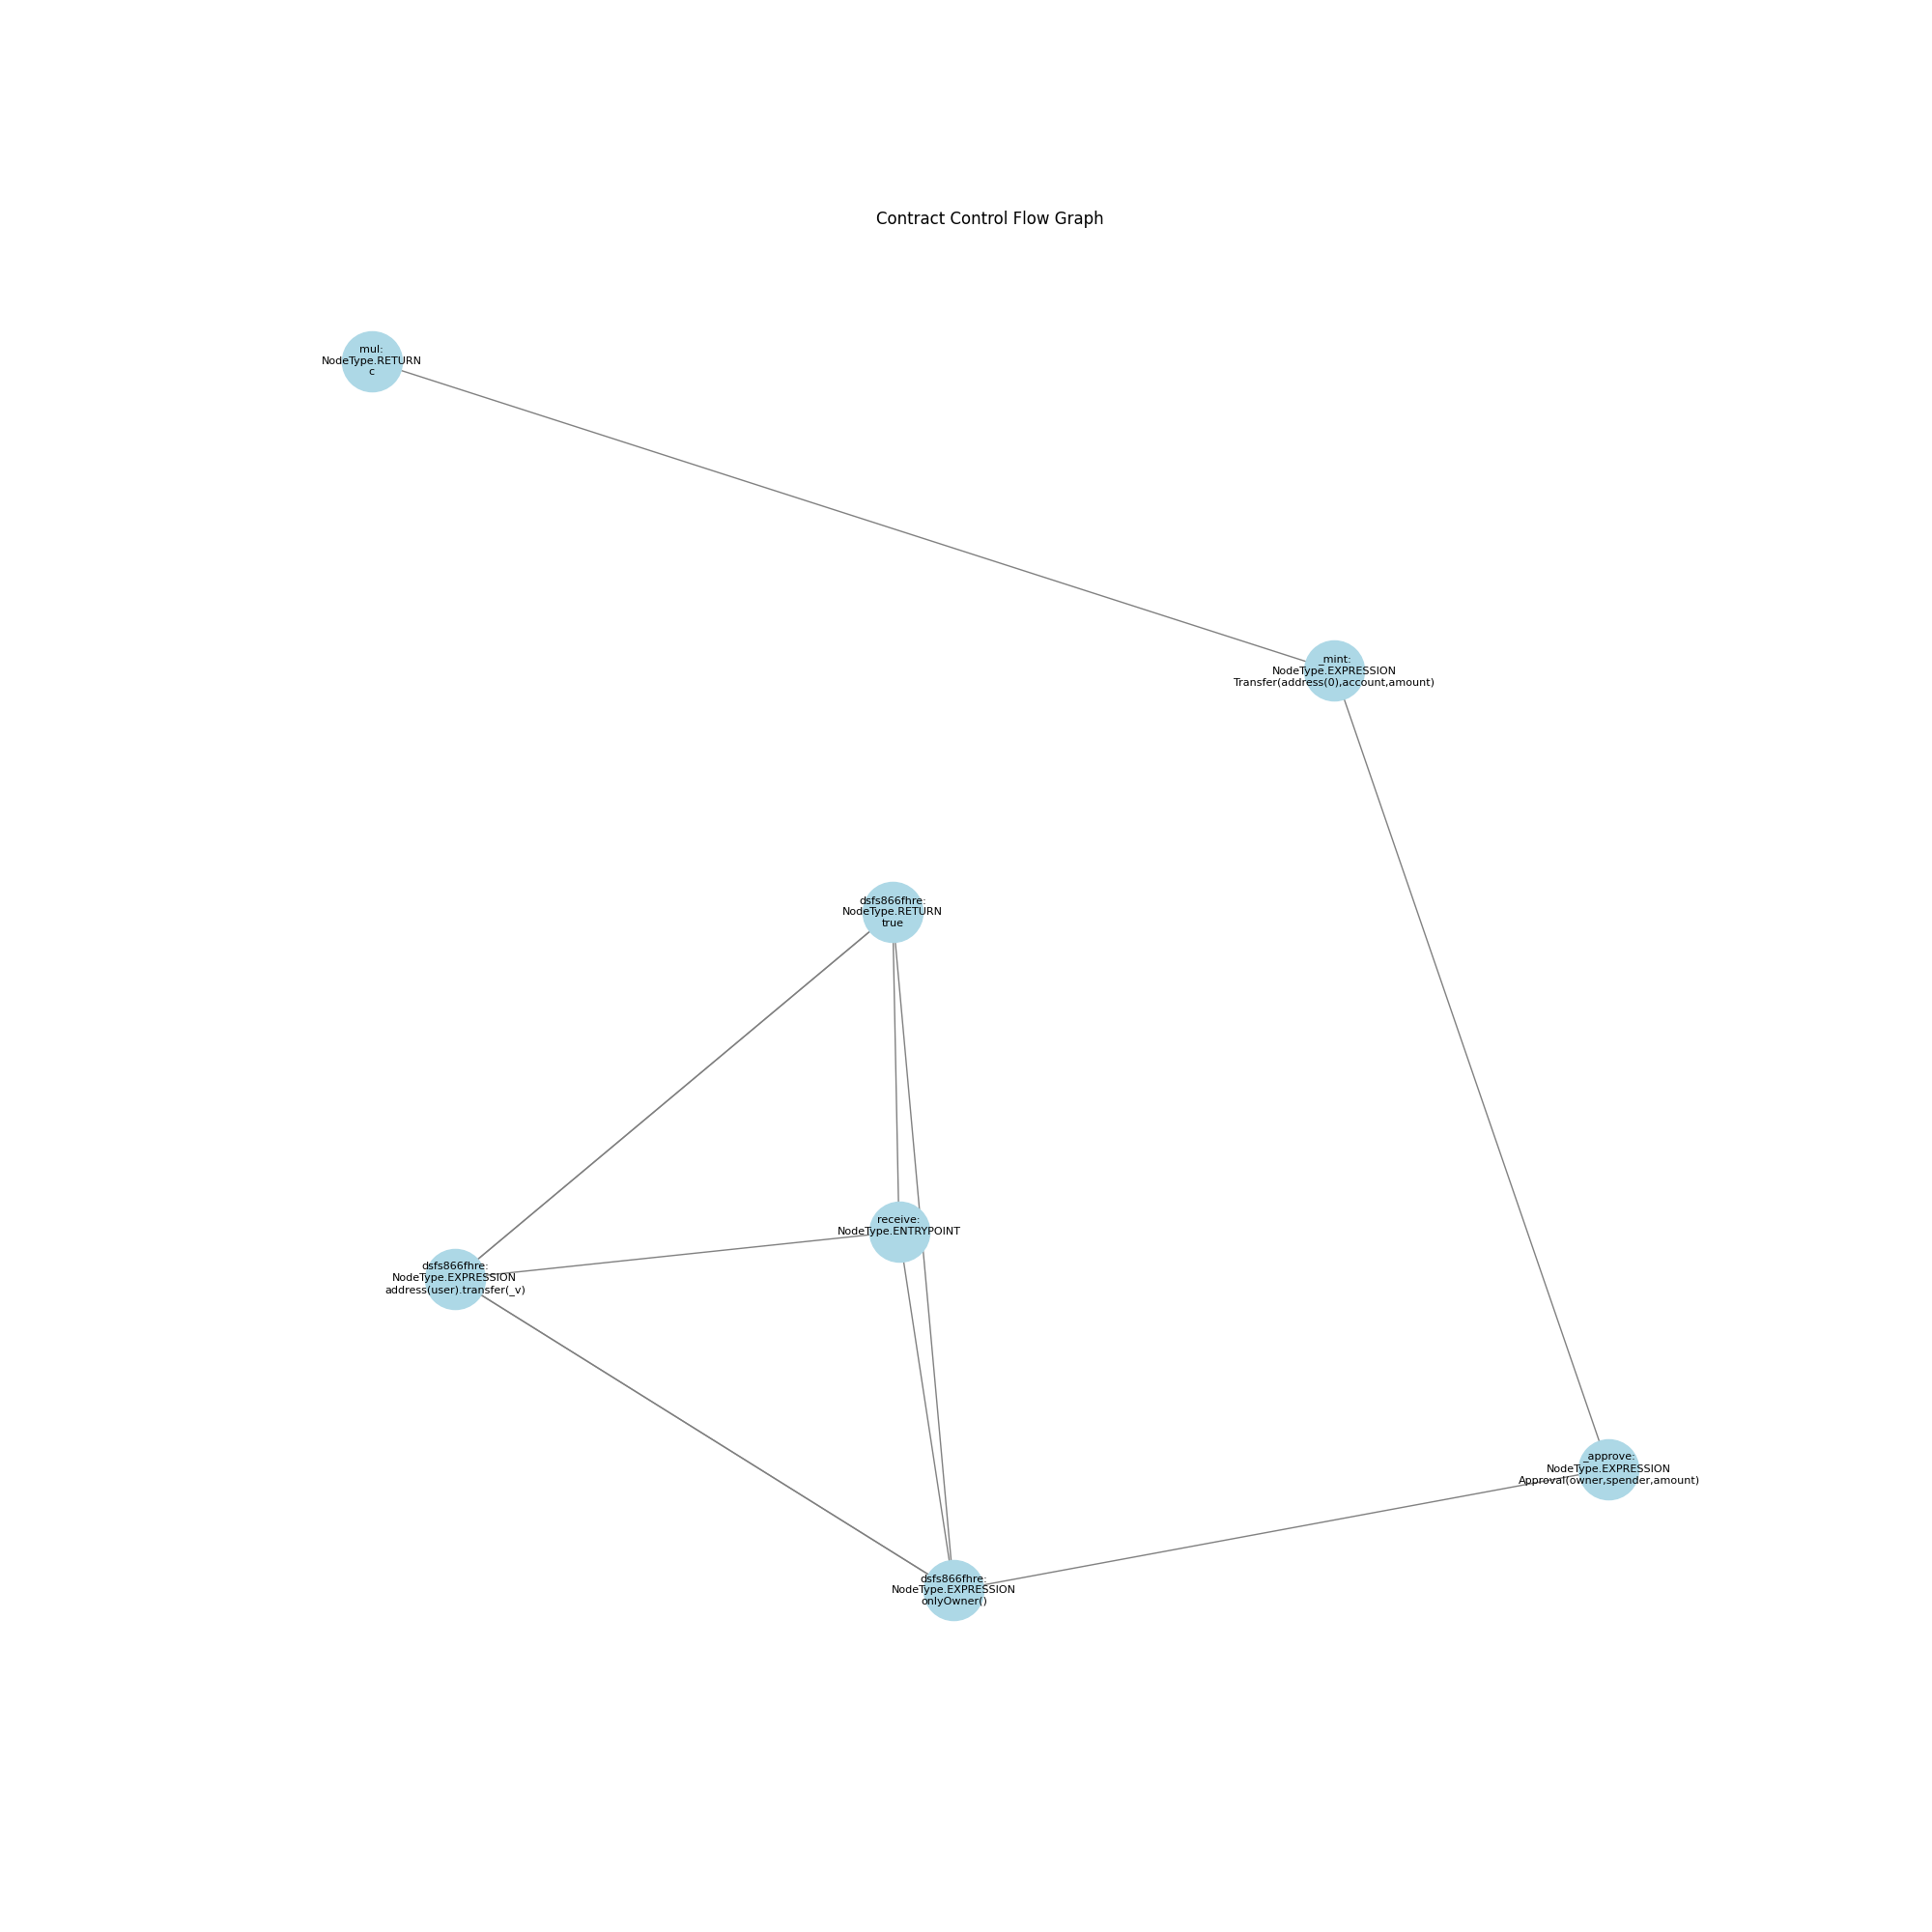 Contract Control Flow Graph
mul:
NodeType.RETURN
c
_mint:
NodeType.EXPRESSION
Transfer(address(0),account,amount)
dsfs866fhre:
NodeType.RETURN
true
receive:
NodeType.ENTRYPOINT
dsfs866fhre:
NodeType.EXPRESSION
address(user).transfer(_v)
_approve:
NodeType.EXPRESSION
Approval(owner,spender,amount)
dsfs866fhre:
NodeType.EXPRESSION
onlyOwner()